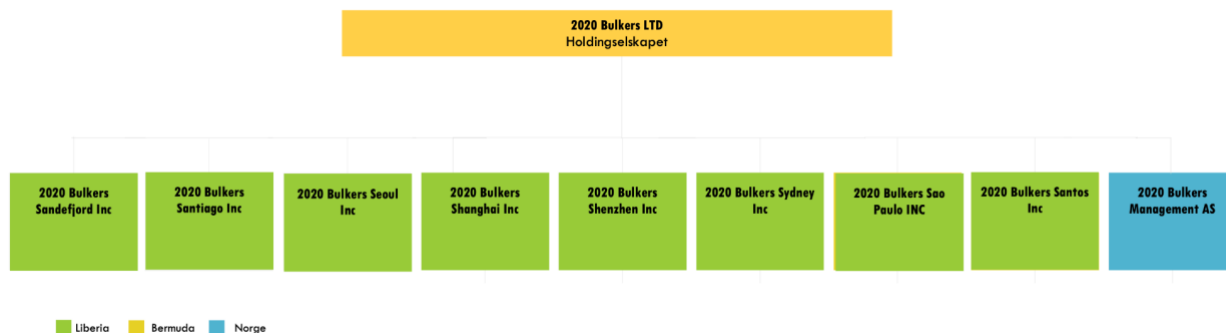 2020 Bulkers LTD
Holdingselskapet
2020 Bulkers
Sandefjord Inc
2020 Bulkers
Santiago Inc
2020 Bulkers Seoul
Inc
2020 Bulkers
Shanghai Inc
2020 Bulkers
Shenzhen Inc
2020 Bulkers Sydney
Inc
2020 Bulkers Sao
Paulo INC
2020 Bulkers Santos
Inc
2020 Bulkers
Management AS
Liberia
Bermuda
Norge